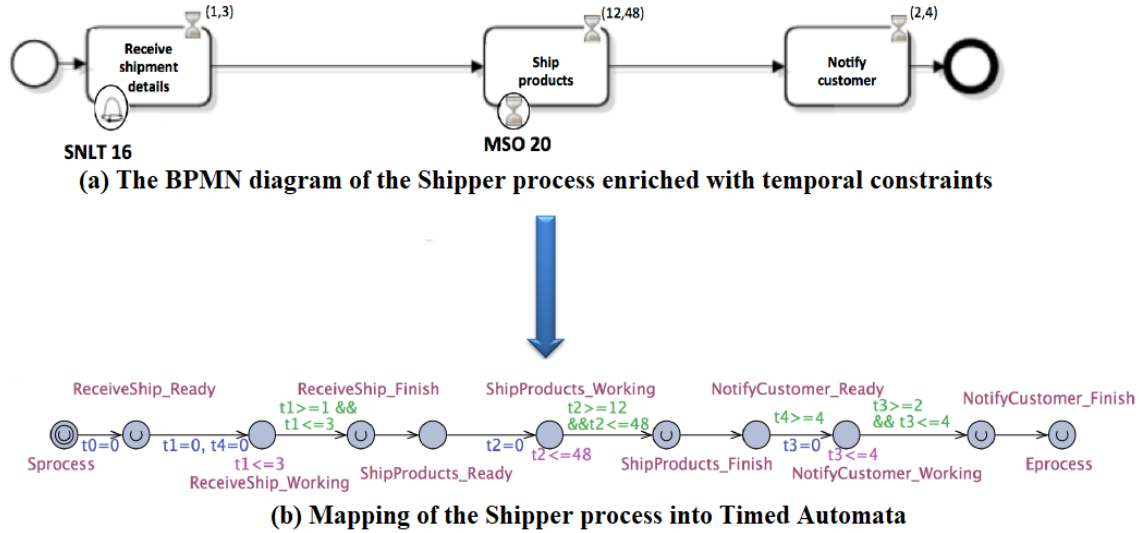 (1,3)
(12,48)
(2,4)
Receive
shipment
details
Ship
products
Notify
customer
SNLT 16
MSO 20
(a) The BPMN diagram of the Shipper process enriched with temporal constraints
ReceiveShip_Ready
ReceiveShip_Finish
ShipProducts_Working
NotifyCustomer_Ready
NotifyCustomer_Finish
t1>=1 &&
t1<=3
t2>=12
&&t2<=48
t4>=4
t3>=2
&& t3<=4
t0=0
t1=0, t4=0
t2=0
t3=0
Sprocess
t1<=3
ReceiveShip_Working
ShipProducts_Ready
t2<=48
ShipProducts_Finish
t3<=4
NotifyCustomer_Working
Eprocess
(b) Mapping of the Shipper process into Timed Automata